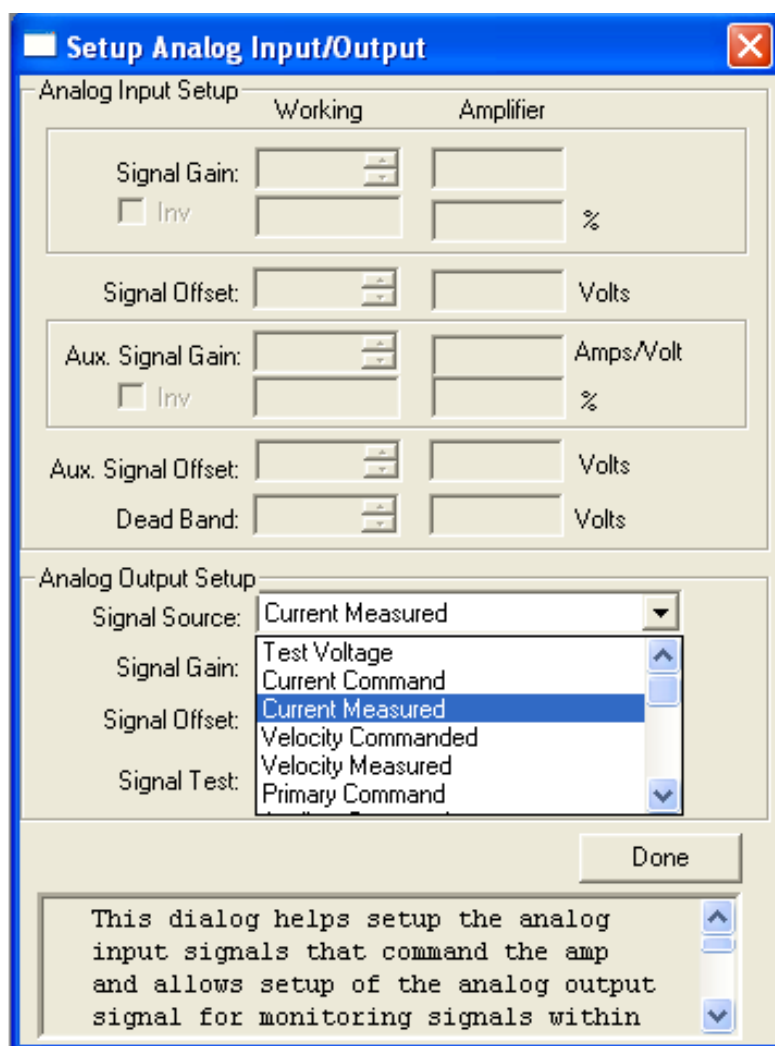 Setup Analog Input/Output
Analog Input Setup
Working Amplifier
Signal Gain:
Inv %
Signal Offset: Volts
Aux. Signal Gain: Amps/Volt
Inv %
Aux. Signal Offset: Volts
Dead Band: Volts
Analog Output Setup
Signal Source: Current Measured
Test Voltage
Signal Gain: Current Command
Current Measured
Signal Offset: Velocity Commanded
Velocity Measured
Signal Test: Primary Command
Done
This dialog helps setup the analog
input signals that command the amp
and allows setup of the analog output
signal for monitoring signals within